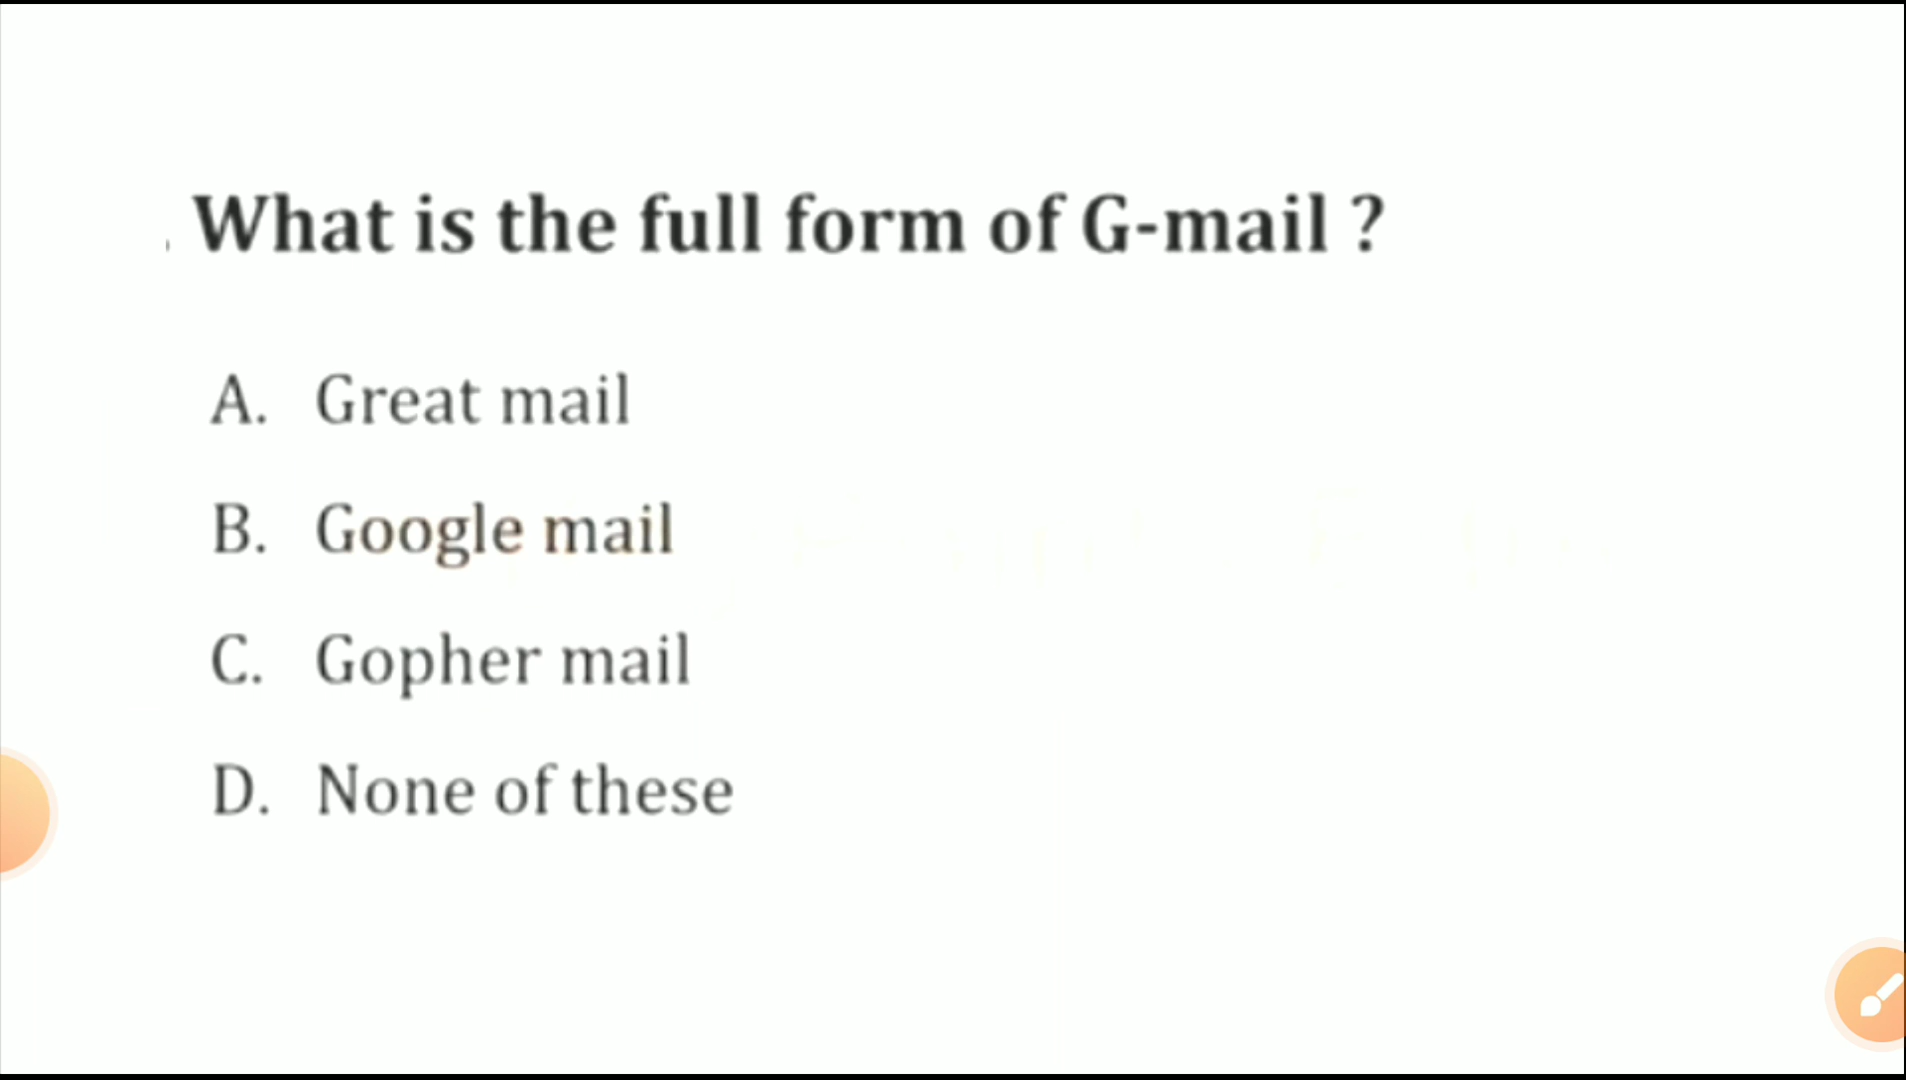 What is the full form of G-mail ?
A. Great mail
B. Google mail
C. Gopher mail
D. None of these